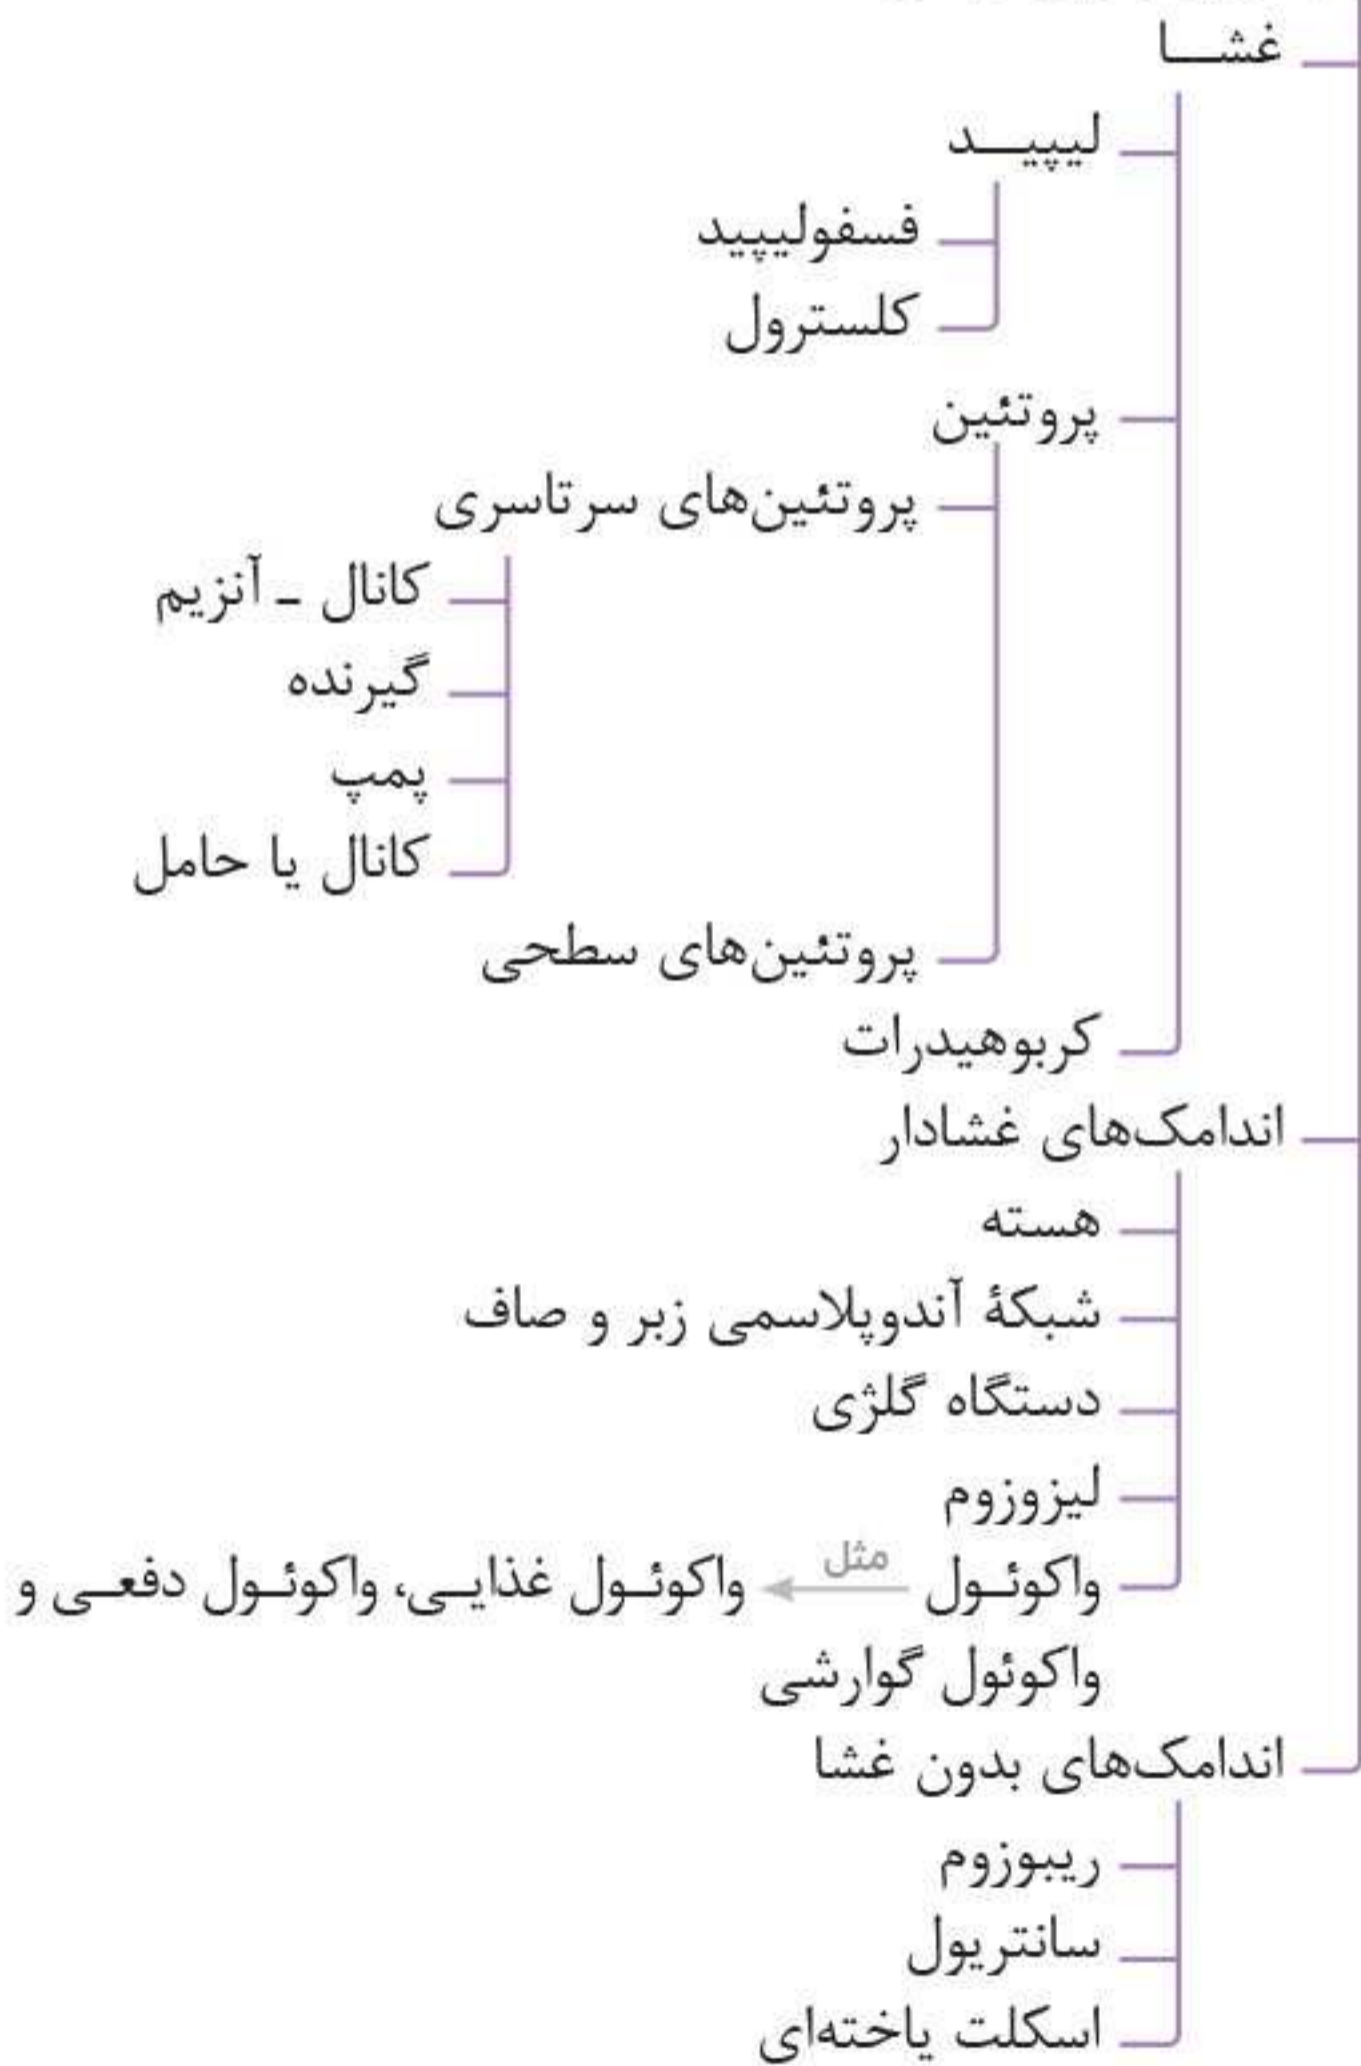 غشا
لیپید
فسفولیپید
کلسترول
پروتئین
پروتئین‌های سرتاسری
کانال - آنزیم
گیرنده
پمپ
کانال یا حامل
پروتئین‌های سطحی
کربوهیدرات
اندامک‌های غشادار
هسته
شبکهٔ آندوپلاسمی زبر و صاف
دستگاه گلژی
لیزوزوم
واکوئول مثل واکوئول غذایی، واکوئول دفعی و
واکوئول گوارشی
اندامک‌های بدون غشا
ریبوزوم
سانتریول
اسکلت یاخته‌ای